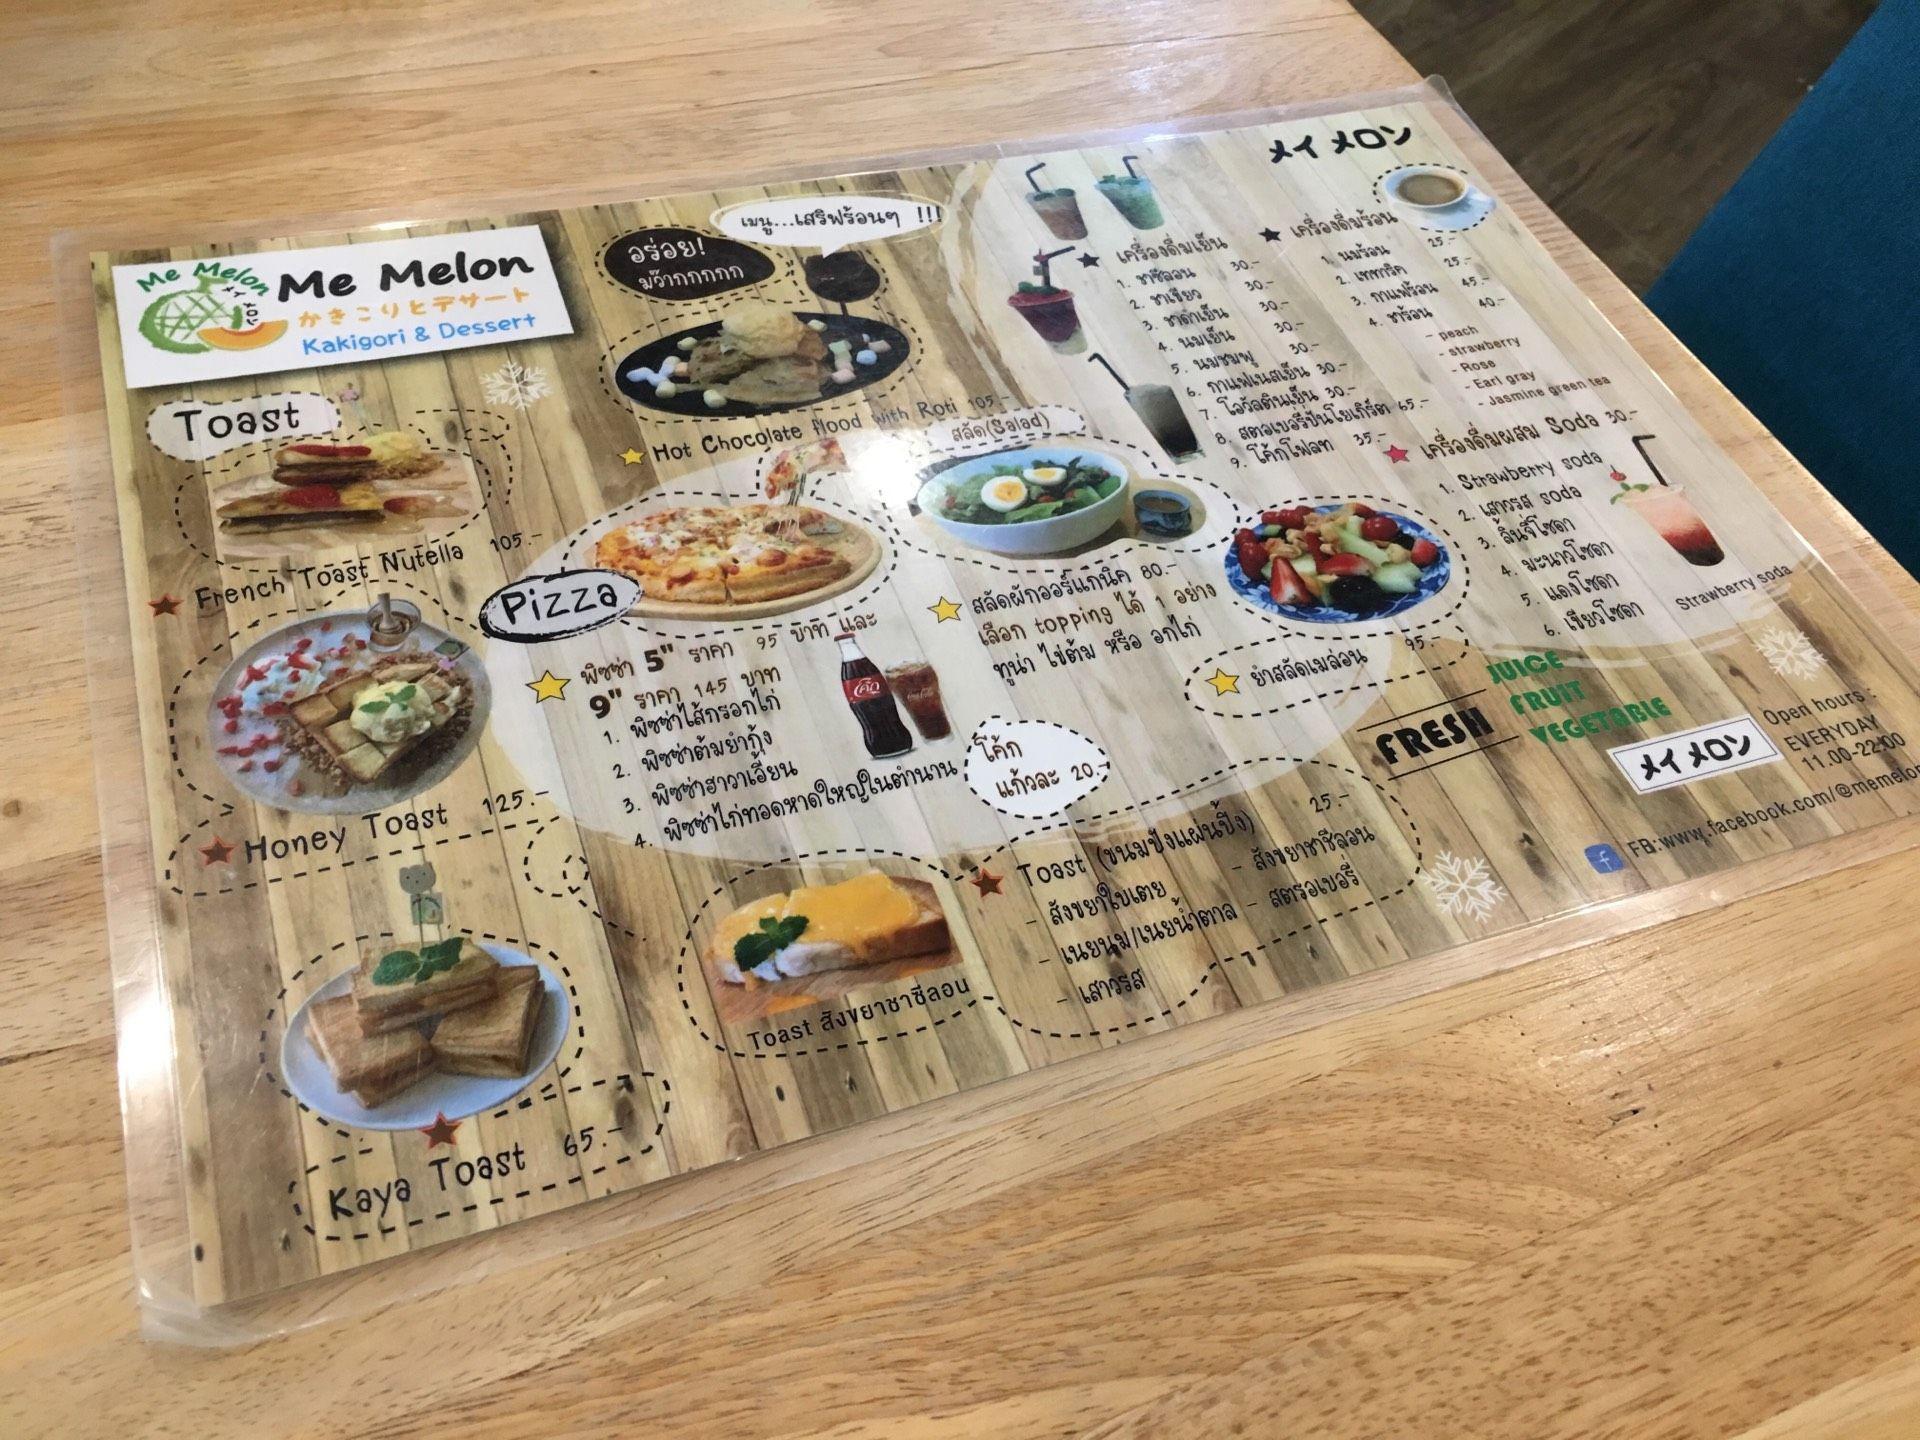 Me Melon
メイ メロン
Me Melon
かきこりとデサート
Kakigori & Dessert
Toast
French Toast Nutella 105.-
Honey Toast 125.-
Kaya Toast 65.-
เมนู...เสริฟร้อนๆ !!!
อร่อย!
มว๊ากกกกก
Hot Chocolate flood with Roti 105.-
Pizza
พิซซ่า 5" ราคา 95 บาท และ
9" ราคา 145 บาท
1. พิซซ่าไส้กรอกไก่
2. พิซซ่าต้มยำกุ้ง
3. พิซซ่าฮาวาเอี้ยน
4. พิซซ่าไก่ทอดหาดใหญ่ในตำนาน
โค้ก
โค้ก
แก้วละ 20.-
สลัด(Salad)
สลัดผักออร์แกนิค 80.-
เลือก topping ได้ 1 อย่าง
ทูน่า ไข่ต้ม หรือ อกไก่
ยำสลัดเมล่อน 95.-
Toast สังขยาชาซีลอน
Toast (ขนมปังแผ่นปิ้ง) 25.-
- สังขยาใบเตย - สังขยาชาซีลอน
- เนยนม/เนยน้ำตาล - สตรอเบอรี่
- เสาวรส
メイ メロン
เครื่องดื่มเย็น
1. ชาซีลอน 30.-
2. ชาเขียว 30.-
3. ชาดำเย็น 30.-
4. นมเย็น 30.-
5. นมชมพู 30.-
6. กาแฟเนสเย็น 30.-
7. โอวัลตินเย็น 30.-
8. สตอเบอรี่ปั่นโยเกิร์ต 65.-
9. โค้กโฟลท 35.-
เครื่องดื่มร้อน
1. นมร้อน 25.-
2. เททาริค 25.-
3. กาแฟร้อน 45.-
4. ชาร้อน 40.-
- peach
- strawberry
- Rose
- Earl gray
- Jasmine green tea
เครื่องดื่มผสม Soda 30.-
1. Strawberry soda
2. เสาวรส soda
3. ลิ้นจี่โซดา
4. มะนาวโซดา
5. แดงโซดา
6. เขียวโซดา
Strawberry soda
FRESH
JUICE
FRUIT
VEGETABLE
メイ メロン
Open hours :
EVERYDAY
11.00-22.00
FB:www.facebook.com/@memelon